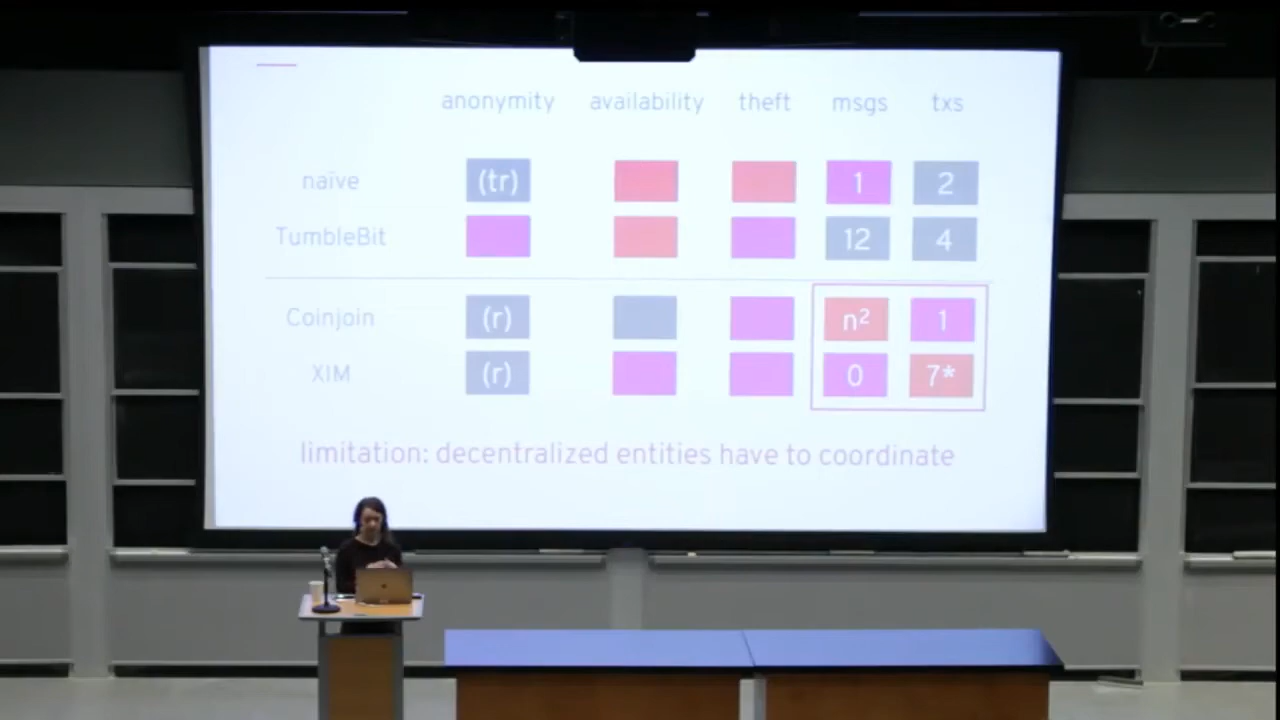 anonymity availability theft msgs txs
naïve (tr) 1 2
TumbleBit 12 4
Coinjoin (r) n² 1
XIM (r) 0 7*
limitation: decentralized entities have to coordinate